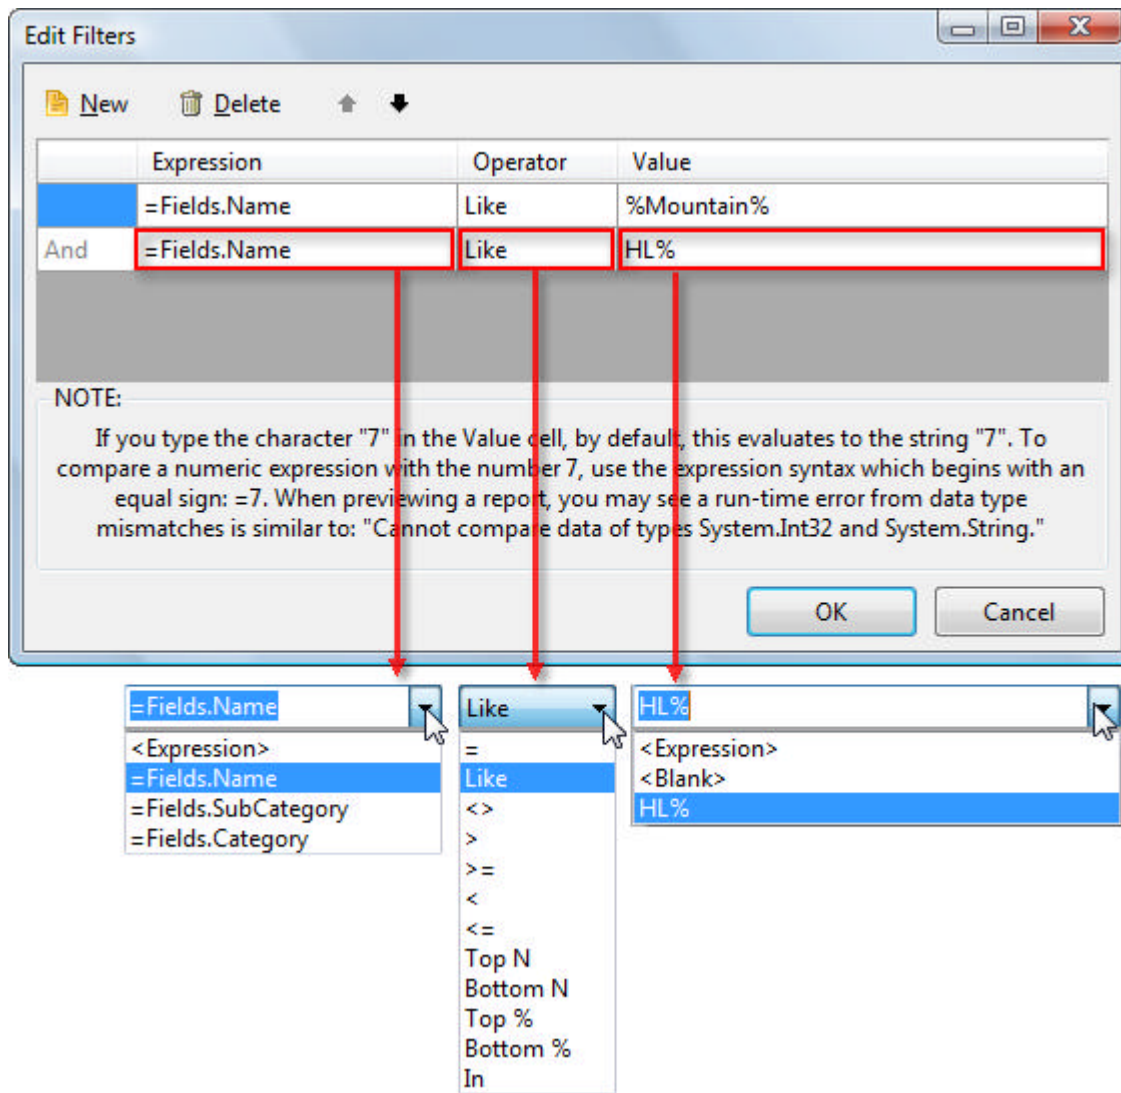 Edit Filters
New Delete
Expression Operator Value
=Fields.Name Like %Mountain%
And =Fields.Name Like HL%
NOTE:
If you type the character "7" in the Value cell, by default, this evaluates to the string "7". To
compare a numeric expression with the number 7, use the expression syntax which begins with an
equal sign: =7. When previewing a report, you may see a run-time error from data type
mismatches is similar to: "Cannot compare data of types System.Int32 and System.String."
OK Cancel
=Fields.Name
<Expression>
=Fields.Name
=Fields.SubCategory
=Fields.Category
Like
=
Like
<>
>
>=
<
<=
Top N
Bottom N
Top %
Bottom %
In
HL%
<Expression>
<Blank>
HL%